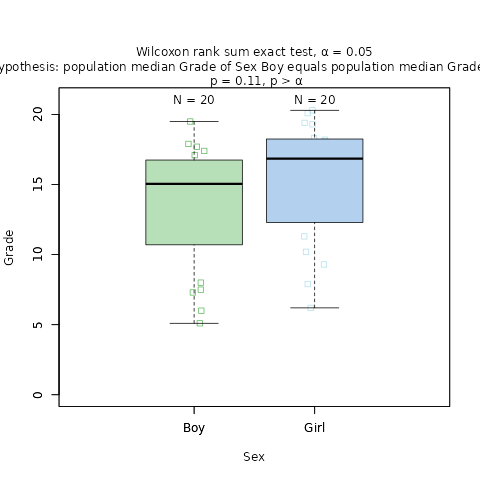 Wilcoxon rank sum exact test, α = 0.05
ypothesis: population median Grade of Sex Boy equals population median Grade
p = 0.11, p > α
N = 20 N = 20
20
15
10
5
0
Grade
Boy Girl
Sex